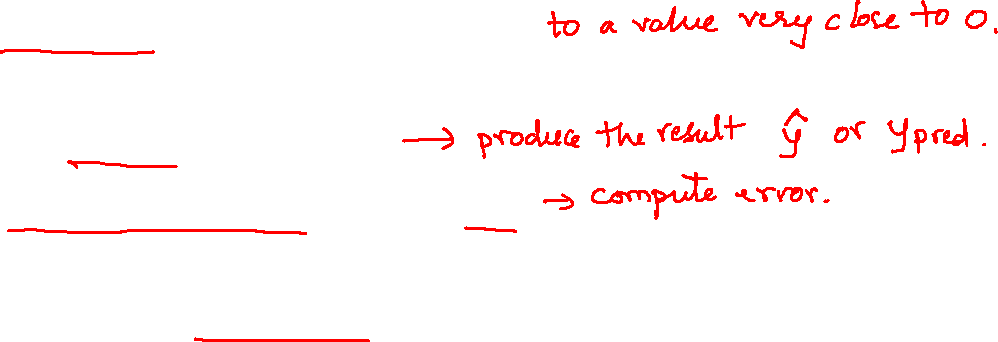 to a value very close to 0.
→ produce the result ŷ or ypred.
→ compute error.